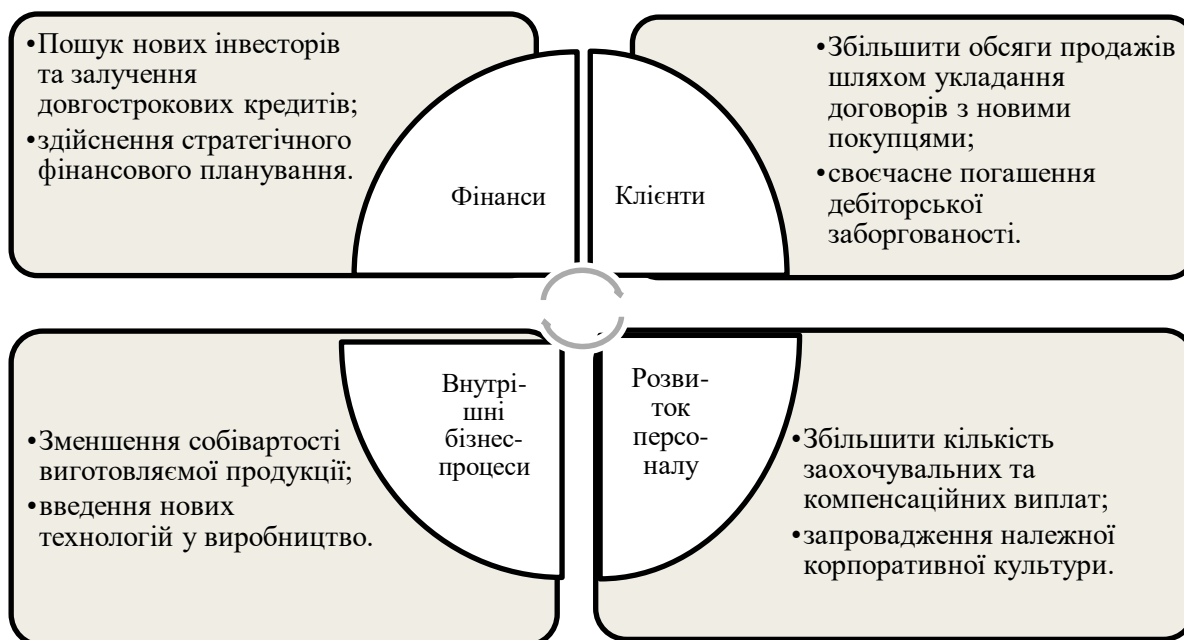 •Пошук нових інвесторів
та залучення
довгострокових кредитів;
•здійснення стратегічного
фінансового планування.
Фінанси
Клієнти
•Збільшити обсяги продажів
шляхом укладання
договорів з новими
покупцями;
•своєчасне погашення
дебіторської
заборгованості.
•Зменшення собівартості
виготовляємої продукції;
•введення нових
технологій у виробництво.
Внутрі-
шні
бізнес-
процеси
Розви-
ток
персо-
налу
•Збільшити кількість
заохочувальних та
компенсаційних виплат;
•запровадження належної
корпоративної культури.